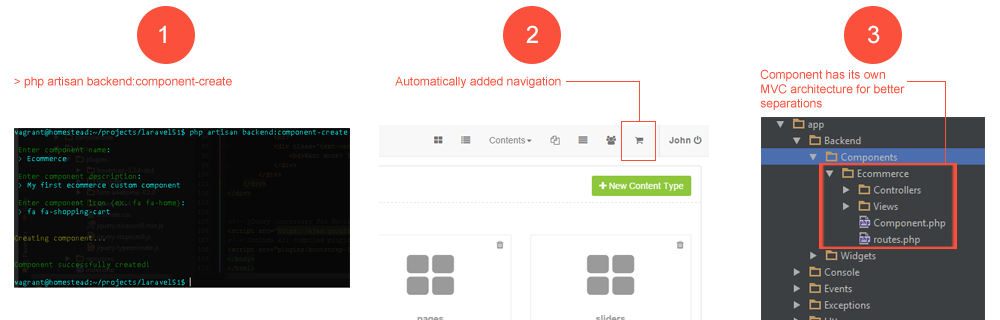 1
> php artisan backend:component-create
vagrant@homestead:~/projects/laravel51$ php artisan backend:component-create
Enter component name:
> Ecommerce
Enter component description:
> My first ecommerce custom component
Enter component icon (ex. fa fa-home):
> fa fa-shopping-cart
Creating component...
Component successfully created!
vagrant@homestead:~/projects/laravel51$
2
Automatically added navigation
Contents
John
New Content Type
pages
sliders
3
Component has its own
MVC architecture for better
separations
app
Backend
Components
Ecommerce
Controllers
Views
Component.php
routes.php
Widgets
Console
Events
Exceptions